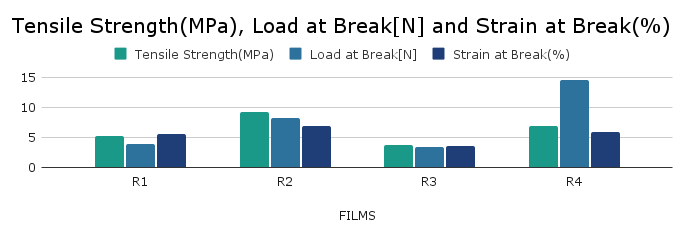 Tensile Strength(MPa), Load at Break[N] and Strain at Break(%)
Tensile Strength(MPa) Load at Break[N] Strain at Break(%)
15
10
5
0
R1 R2 R3 R4
FILMS